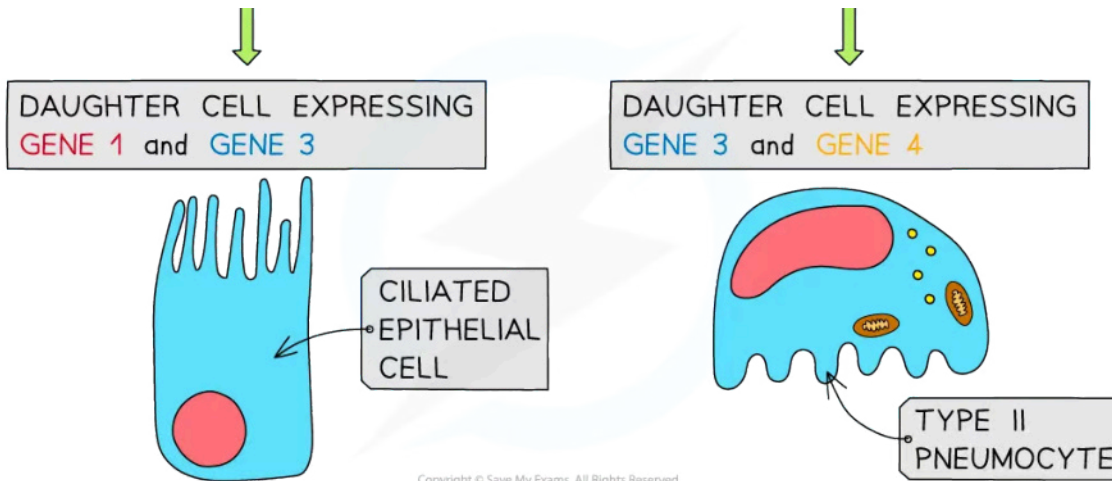 DAUGHTER CELL EXPRESSING
GENE 1 and GENE 3
DAUGHTER CELL EXPRESSING
GENE 3 and GENE 4
CILIATED
EPITHELIAL
CELL
TYPE II
PNEUMOCYTE
Copyright © Save My Exams. All Rights Reserved